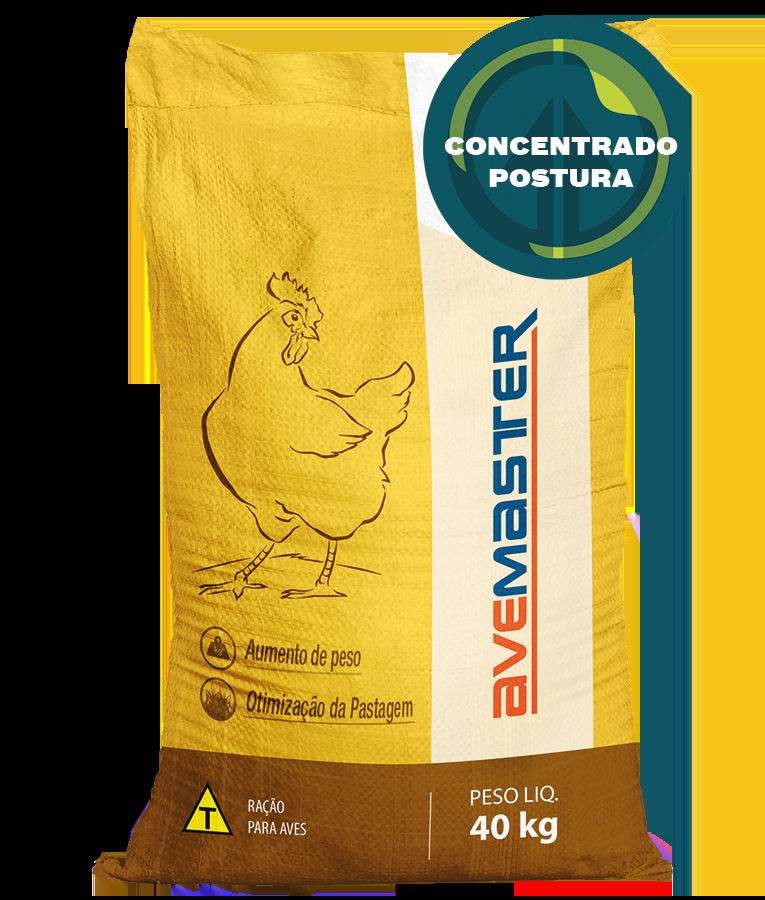 CONCENTRADO
POSTURA
AVEMASTER
Aumento de peso
Otimização da Pastagem
T
RAÇÃO
PARA AVES
PESO LIQ.
40 kg